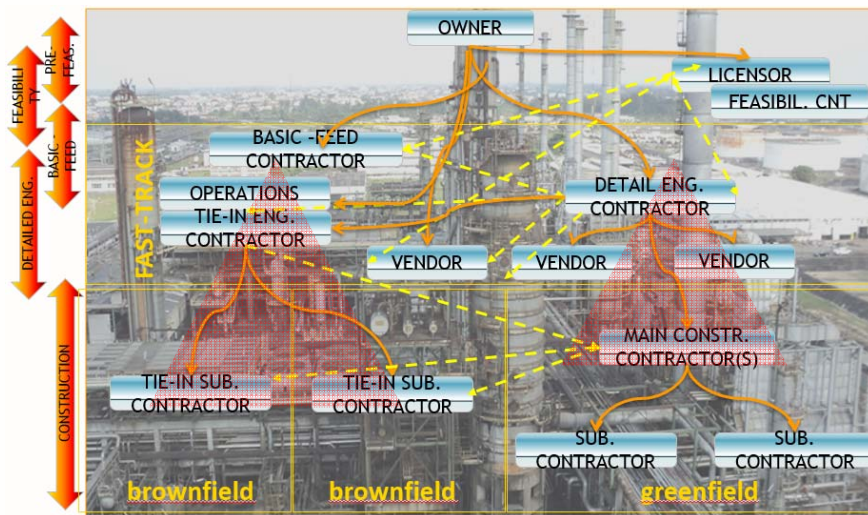 OWNER
PRE-
FEAS.
FEASIBILI
TY
LICENSOR
FEASIBIL. CNT
BASIC -FEED
CONTRACTOR
BASIC -
FEED
OPERATIONS
TIE-IN ENG.
CONTRACTOR
DETAIL ENG.
CONTRACTOR
DETAILED ENG.
FAST-TRACK
VENDOR
VENDOR
VENDOR
MAIN CONSTR.
CONTRACTOR(S)
TIE-IN SUB.
CONTRACTOR
TIE-IN SUB.
CONTRACTOR
CONSTRUCTION
SUB.
CONTRACTOR
SUB.
CONTRACTOR
brownfield
brownfield
greenfield